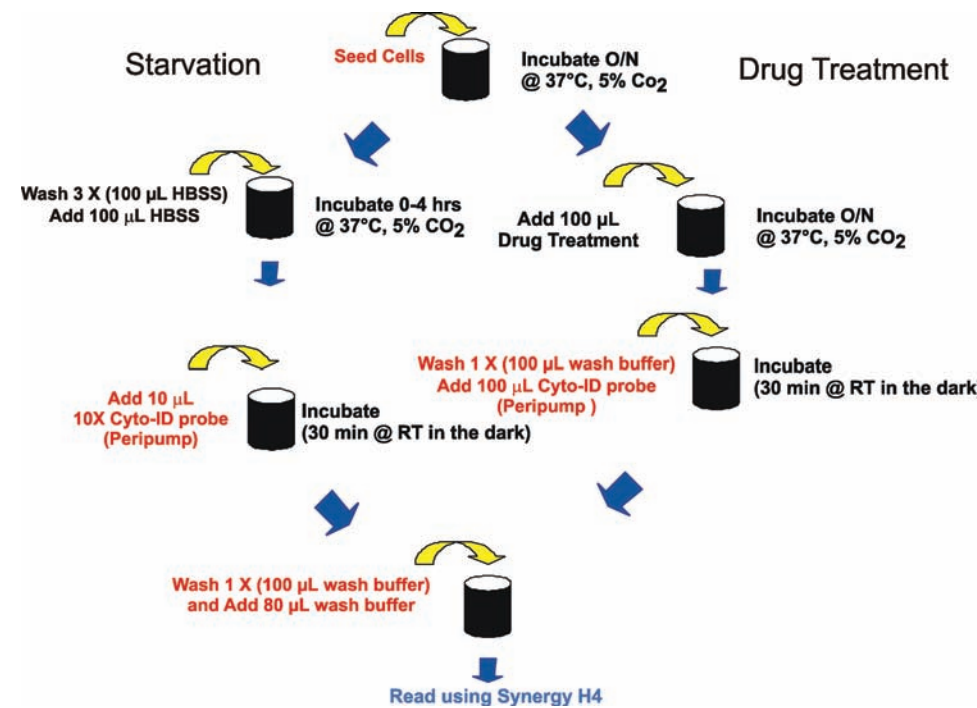 Starvation
Seed Cells
Incubate O/N
@ 37°C, 5% Co₂
Drug Treatment
Wash 3 X (100 µL HBSS)
Add 100 µL HBSS
Incubate 0-4 hrs
@ 37°C, 5% CO₂
Add 100 µL
Drug Treatment
Incubate O/N
@ 37°C, 5% CO₂
Add 10 µL
10X Cyto-ID probe
(Peripump)
Incubate
(30 min @ RT in the dark)
Wash 1 X (100 µL wash buffer)
Add 100 µL Cyto-ID probe
(Peripump )
Incubate
(30 min @ RT in the dark
Wash 1 X (100 µL wash buffer)
and Add 80 µL wash buffer
Read using Synergy H4